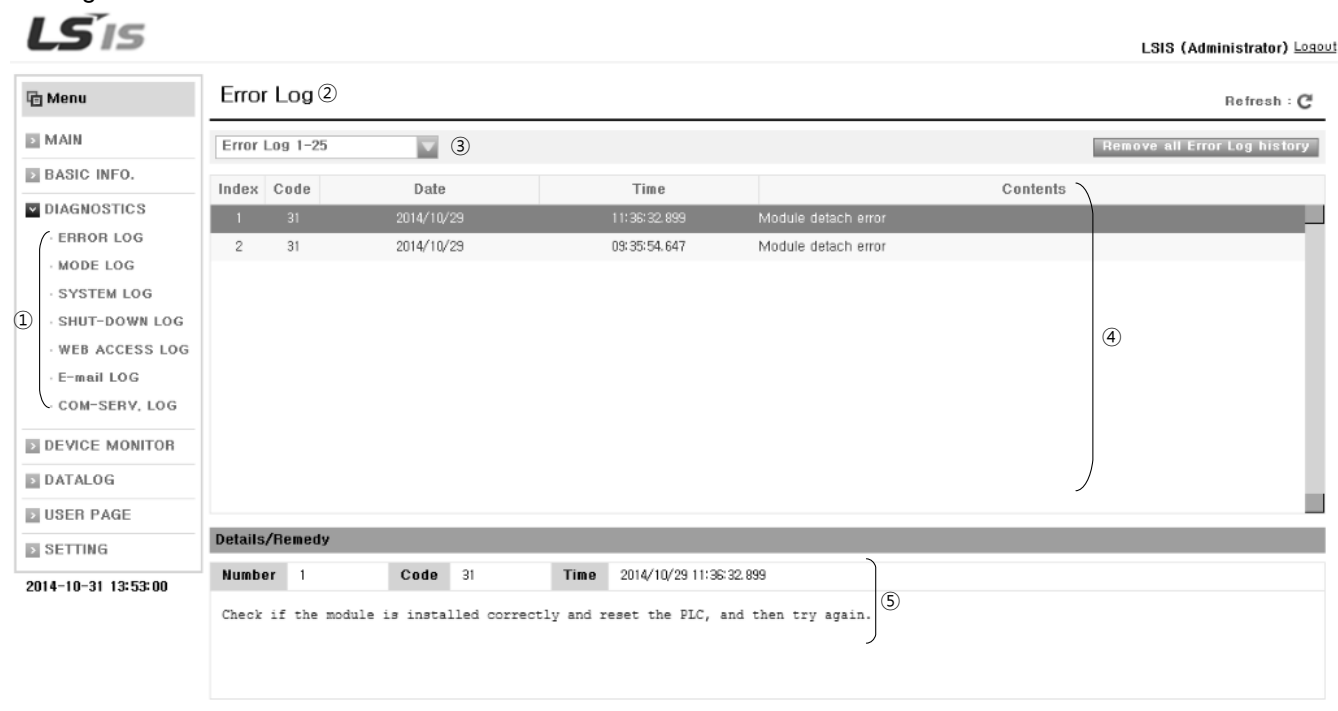 LSis
LSIS (Administrator) Logout
Menu
MAIN
BASIC INFO.
DIAGNOSTICS
ERROR LOG
MODE LOG
SYSTEM LOG
① SHUT-DOWN LOG
WEB ACCESS LOG
E-mail LOG
COM-SERV. LOG
DEVICE MONITOR
DATALOG
USER PAGE
SETTING
2014-10-31 13:53:00
Error Log ②
Refresh :
Error Log 1-25 ③ Remove all Error Log history
Index Code Date Time Contents
1 31 2014/10/29 11:36:32.899 Module detach error
2 31 2014/10/29 09:35:54.647 Module detach error
④
Details/Remedy
Number 1 Code 31 Time 2014/10/29 11:36:32.899
⑤
Check if the module is installed correctly and reset the PLC, and then try again.